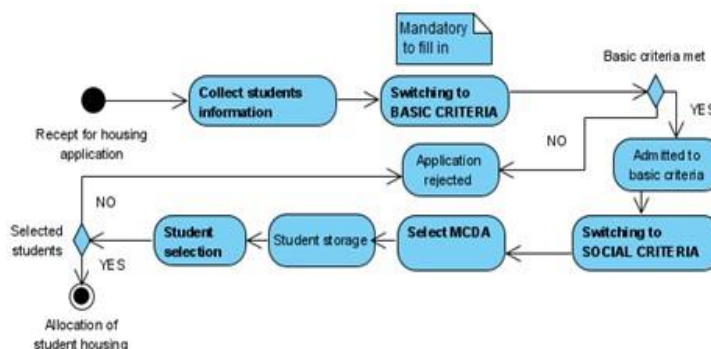 Mandatory
to fill in
Basic criteria met
Collect students
information
Switching to
BASIC CRITERIA
YES
Recept for housing
application
NO
Application
rejected
Admitted to
basic criteria
NO
Selected
students
Student
selection
Student storage
Select MCDA
Switching to
SOCIAL CRITERIA
YES
Allocation of
student housing